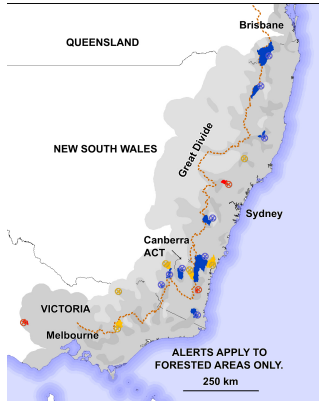 Brisbane
QUEENSLAND
Great Divide
NEW SOUTH WALES
Sydney
Canberra
ACT
VICTORIA
Melbourne
ALERTS APPLY TO
FORESTED AREAS ONLY.
250 km